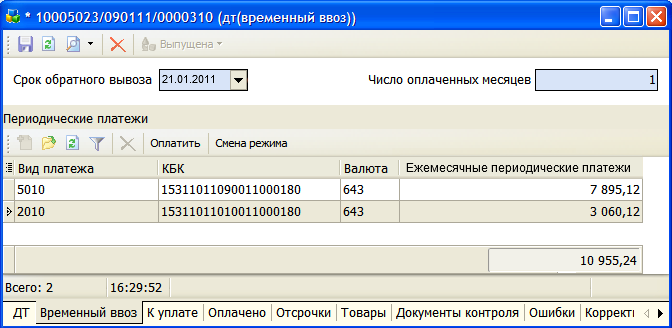 * 10005023/090111/0000310 (дт(временный ввоз))
Выпущена
Срок обратного вывоза 21.01.2011 Число оплаченных месяцев 1
Периодические платежи
Оплатить Смена режима
Вид платежа КБК Валюта Ежемесячные периодические платежи
5010 15311011090011000180 643 7 895,12
2010 15311011010011000180 643 3 060,12
10 955,24
Всего: 2 16:29:52
ДТ Временный ввоз К уплате Оплачено Отсрочки Товары Документы контроля Ошибки